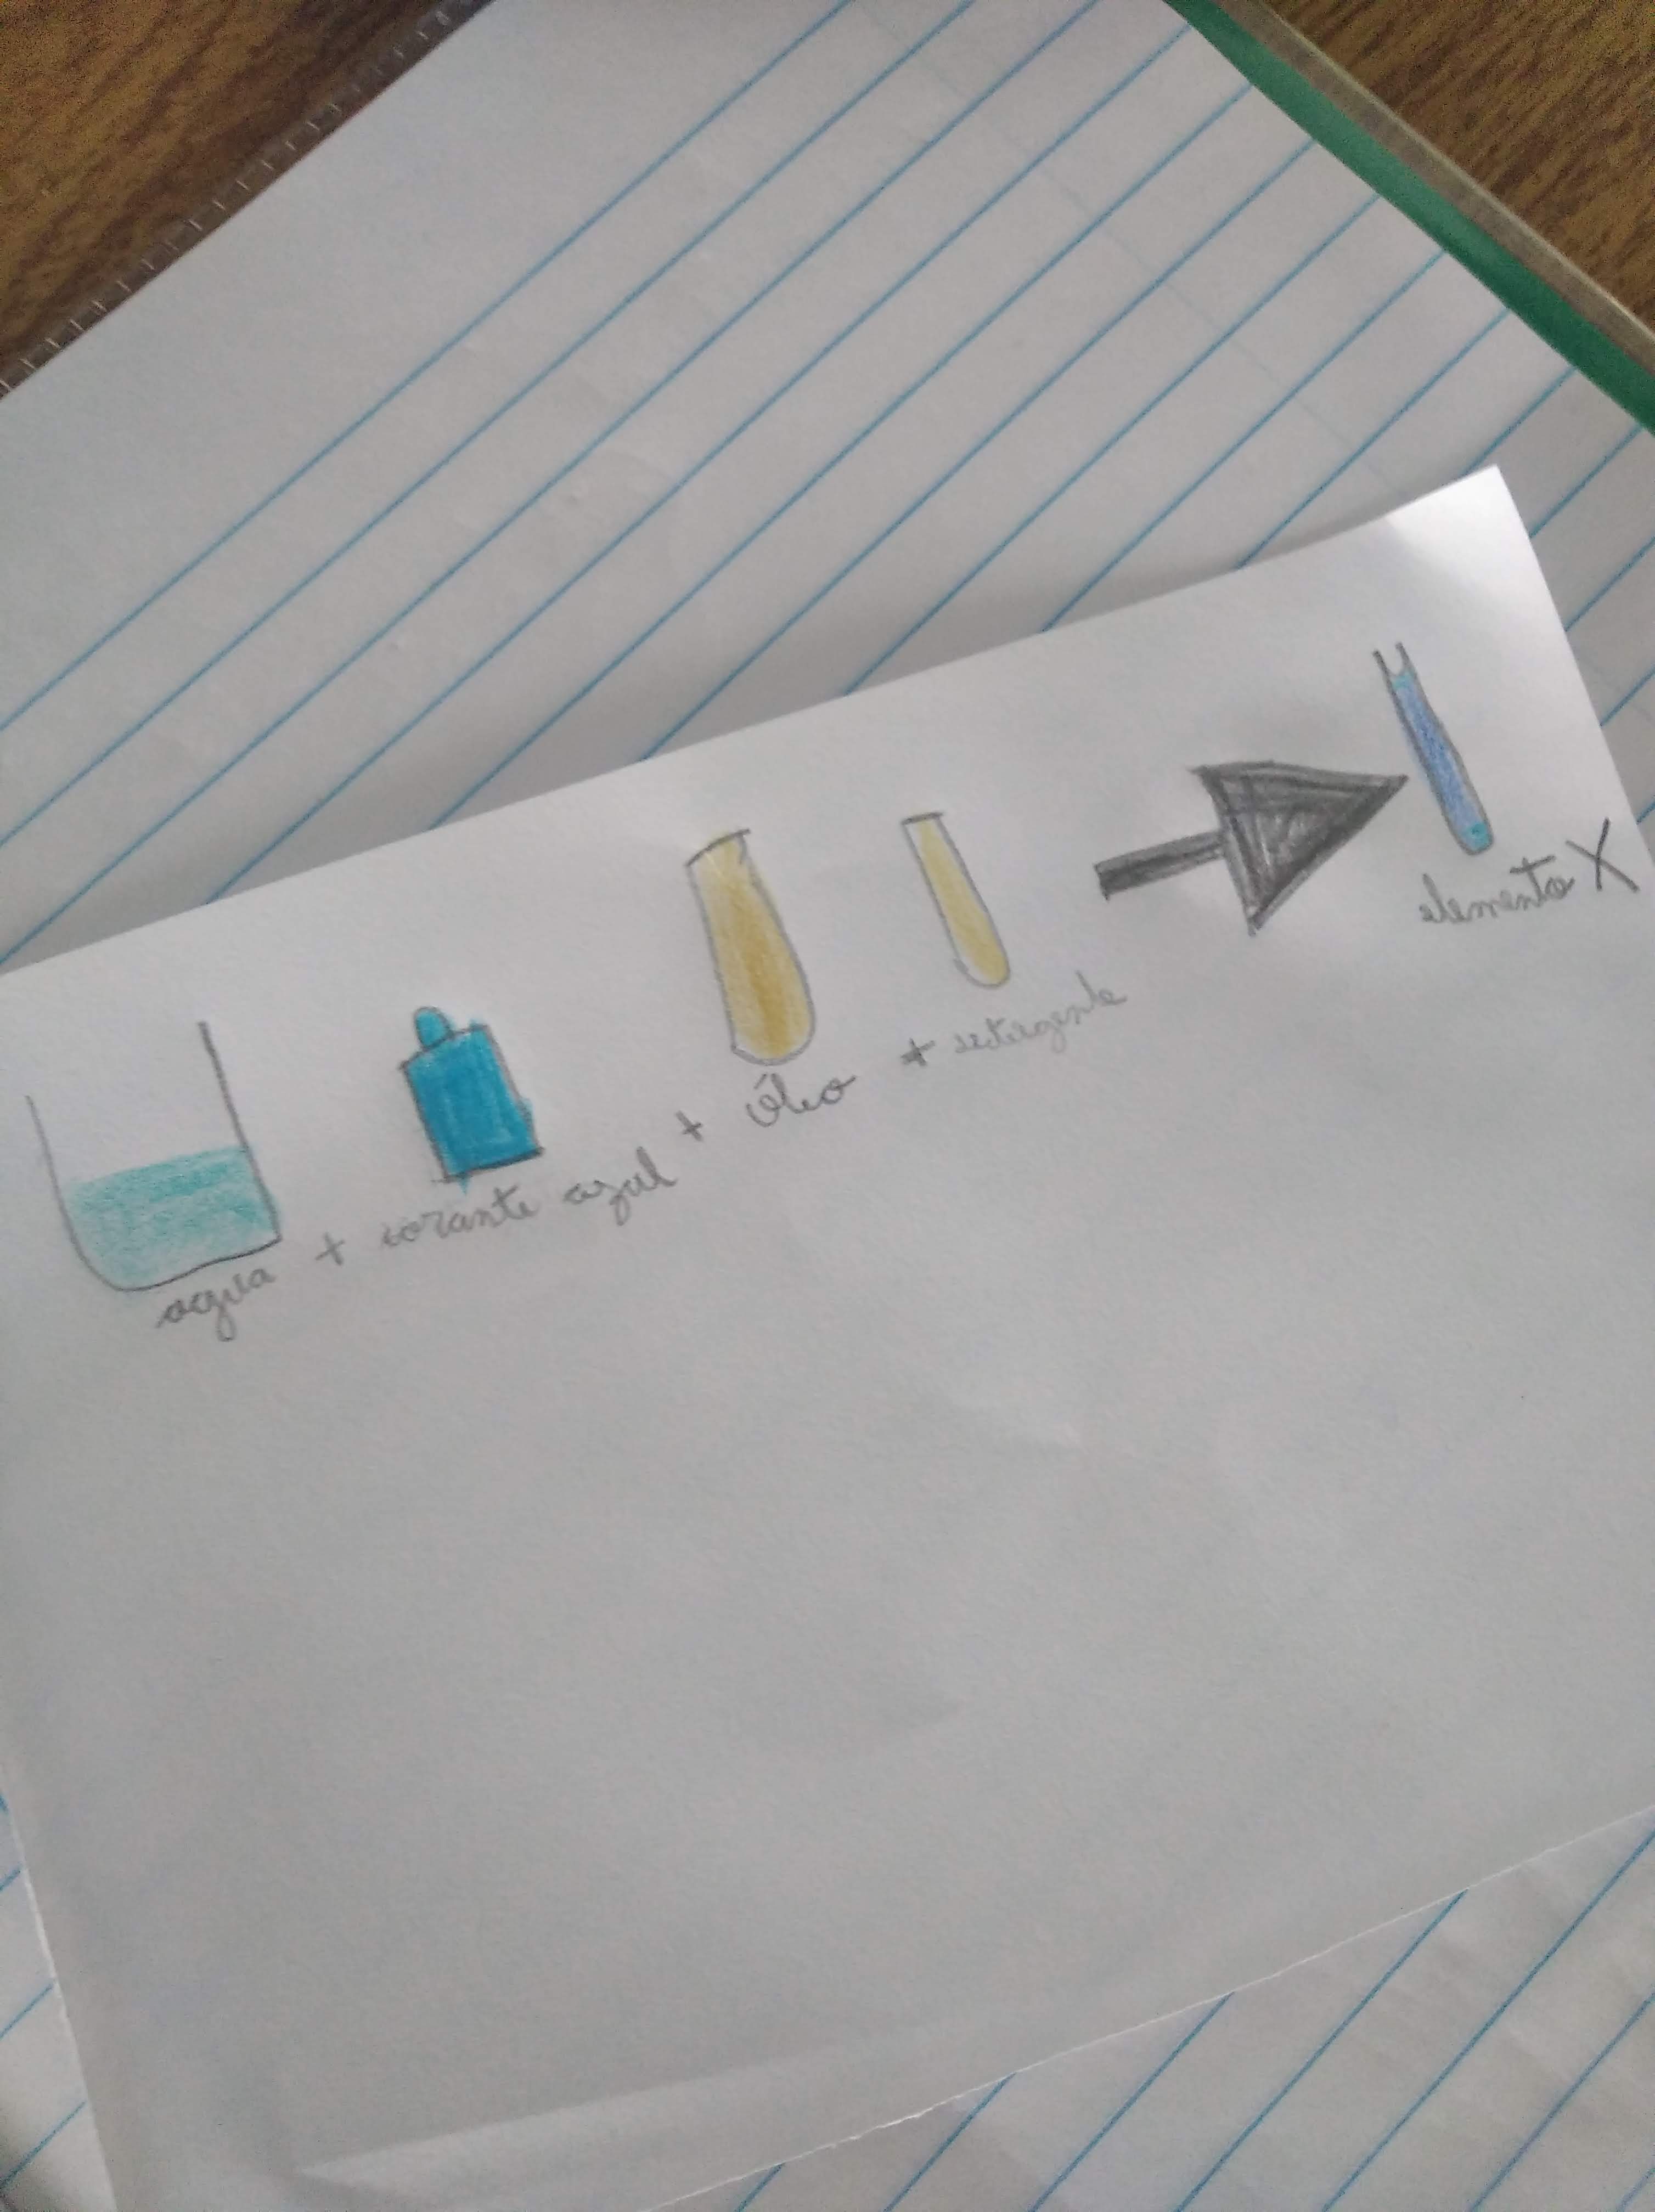 agua + corante azul + Óleo + detergente elemento X